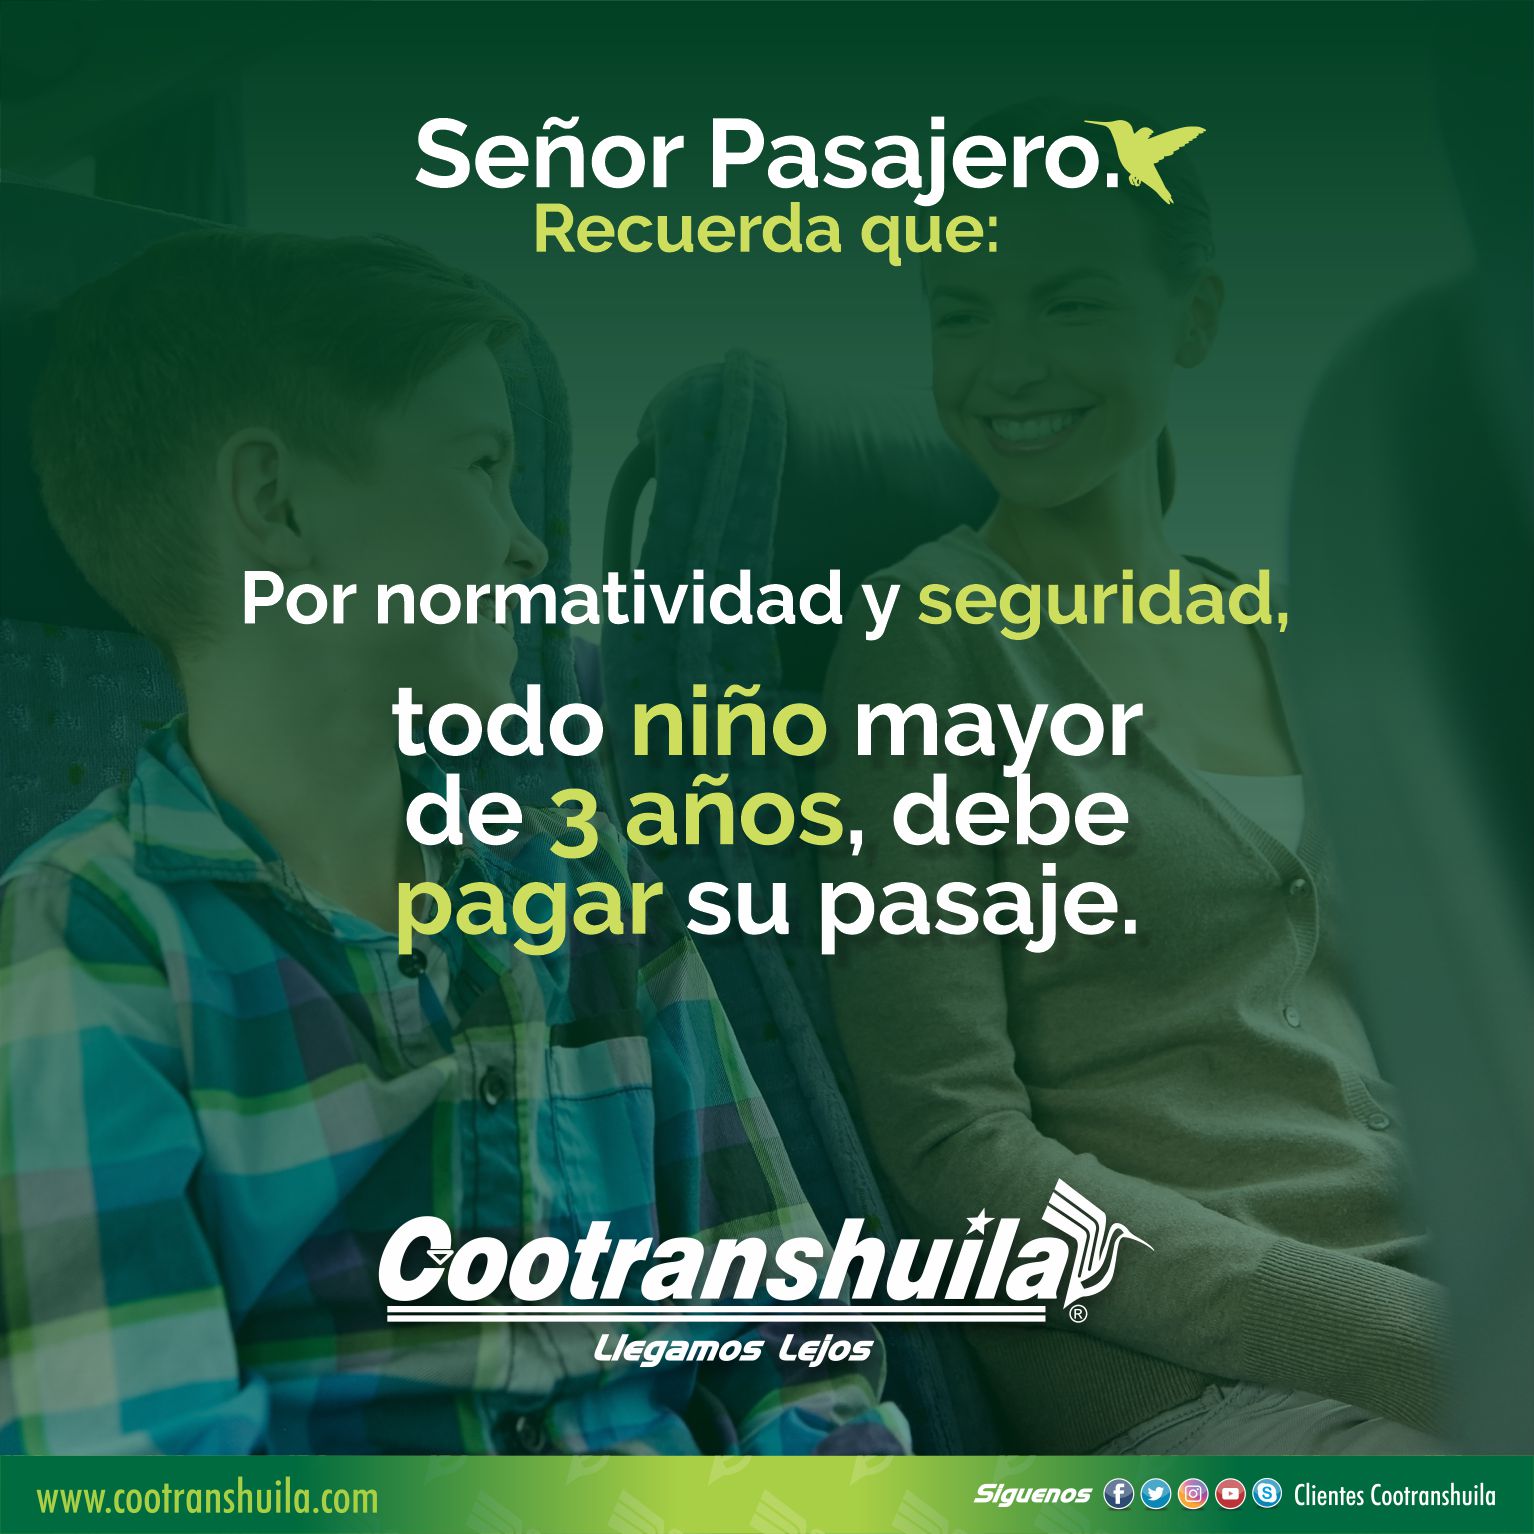 Señor Pasajero.
Recuerda que:
Por normatividad y seguridad,
todo niño mayor
de 3 años, debe
pagar su pasaje.
Cootranshuila
®
Llegamos Lejos
www.cootranshuila.com
Síguenos Clientes Cootranshuila